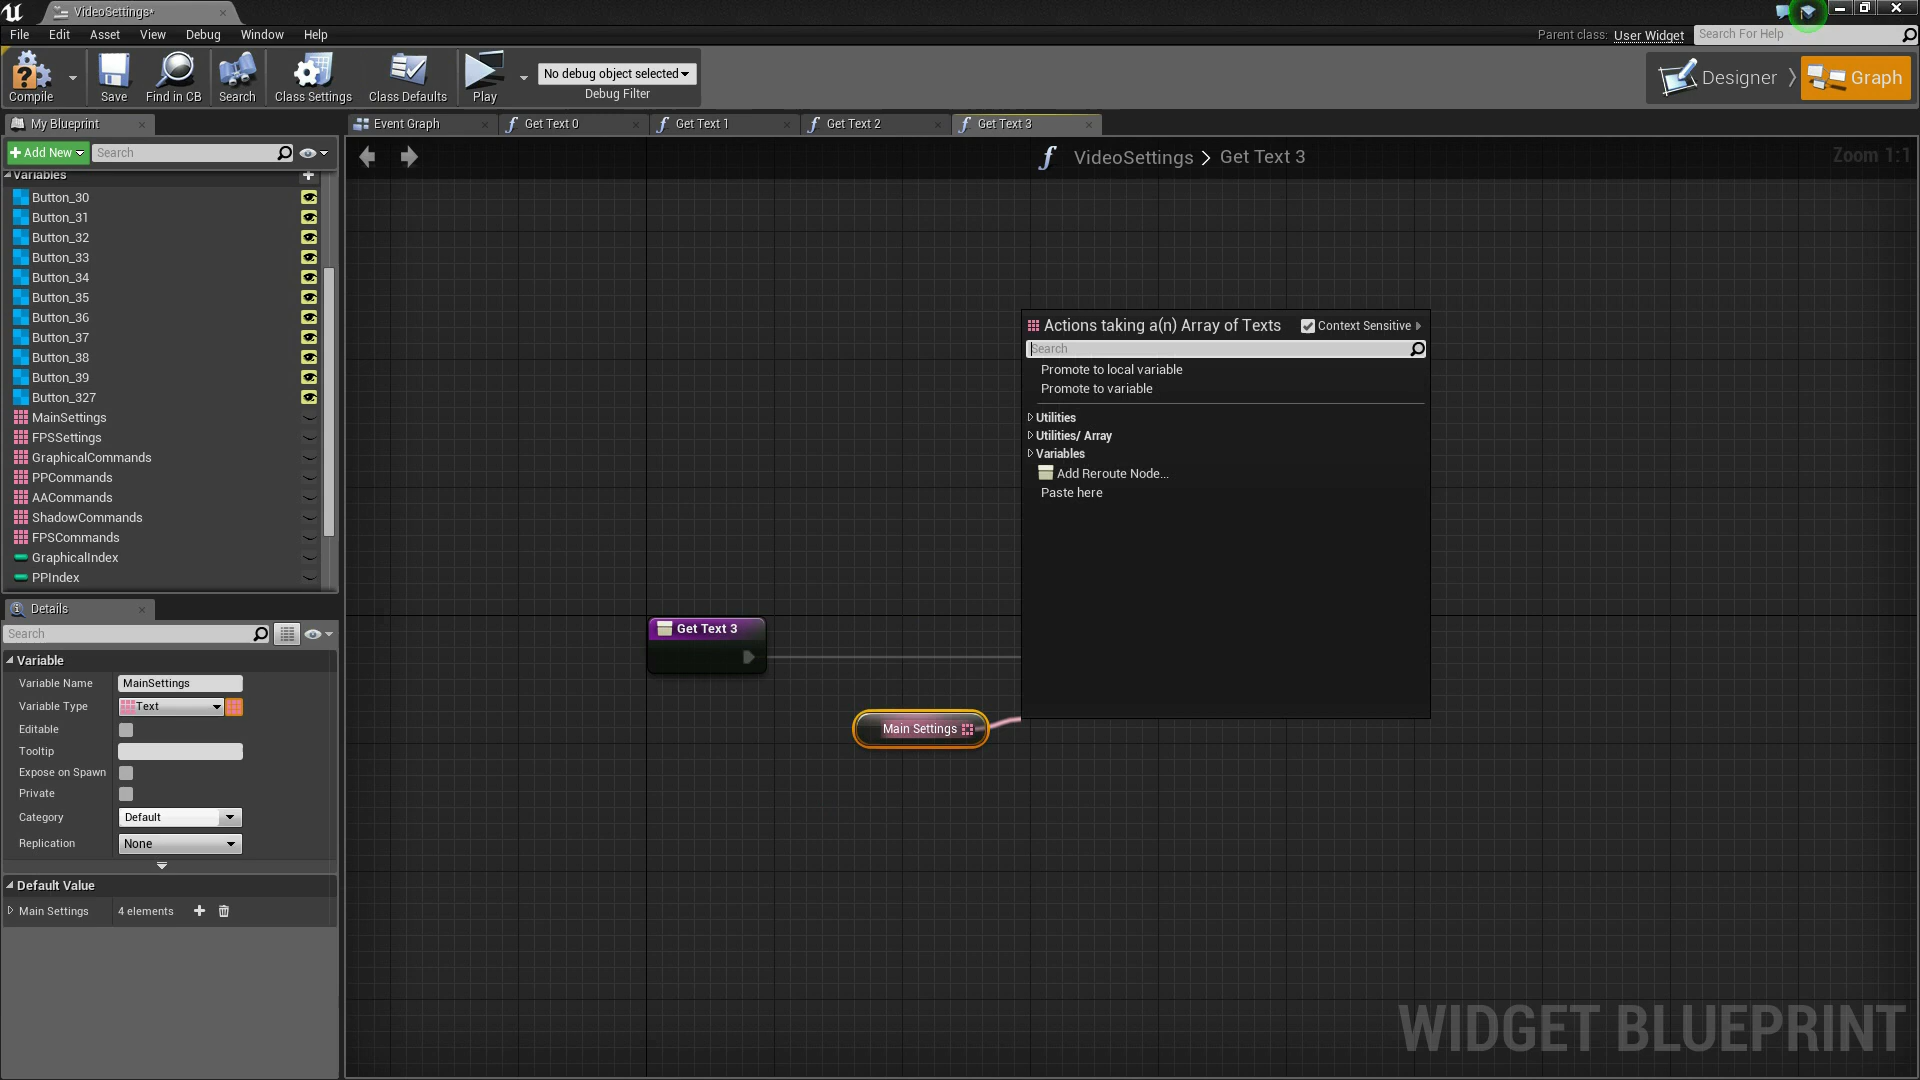 VideoSettings*
File Edit Asset View Debug Window Help
Parent class: User Widget Search For Help
Compile Save Find in CB Search Class Settings Class Defaults Play
No debug object selected
Debug Filter
Designer Graph
My Blueprint
Event Graph Get Text 0 Get Text 1 Get Text 2 Get Text 3
Add New Search
VideoSettings > Get Text 3
Zoom 1:1
Variables
Button_30
Button_31
Button_32
Button_33
Button_34
Button_35
Button_36
Button_37
Button_38
Button_39
Button_327
MainSettings
FPSSettings
GraphicalCommands
PPCommands
AACommands
ShadowCommands
FPSCommands
GraphicalIndex
PPIndex
Actions taking a(n) Array of Texts Context Sensitive
Search
Promote to local variable
Promote to variable
Utilities
Utilities/ Array
Variables
Add Reroute Node...
Paste here
Get Text 3
Main Settings
Details
Search
Variable
Variable Name MainSettings
Variable Type Text
Editable
Tooltip
Expose on Spawn
Private
Category Default
Replication None
Default Value
Main Settings 4 elements
WIDGET BLUEPRINT